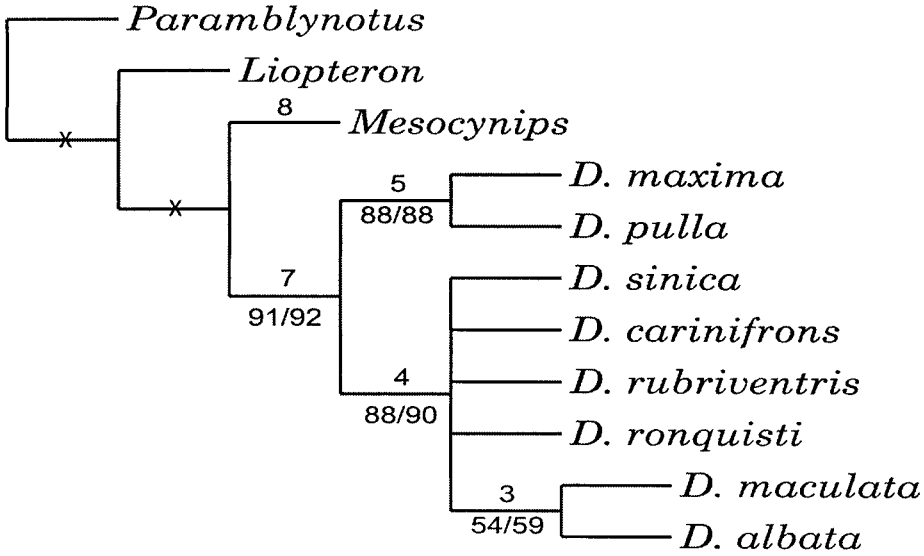 Paramblynotus
Liopteron
8
Mesocynips
x
5
D. maxima
88/88
x
D. pulla
7
D. sinica
91/92
D. carinifrons
4
D. rubriventris
88/90
D. ronquisti
3
D. maculata
54/59
D. albata